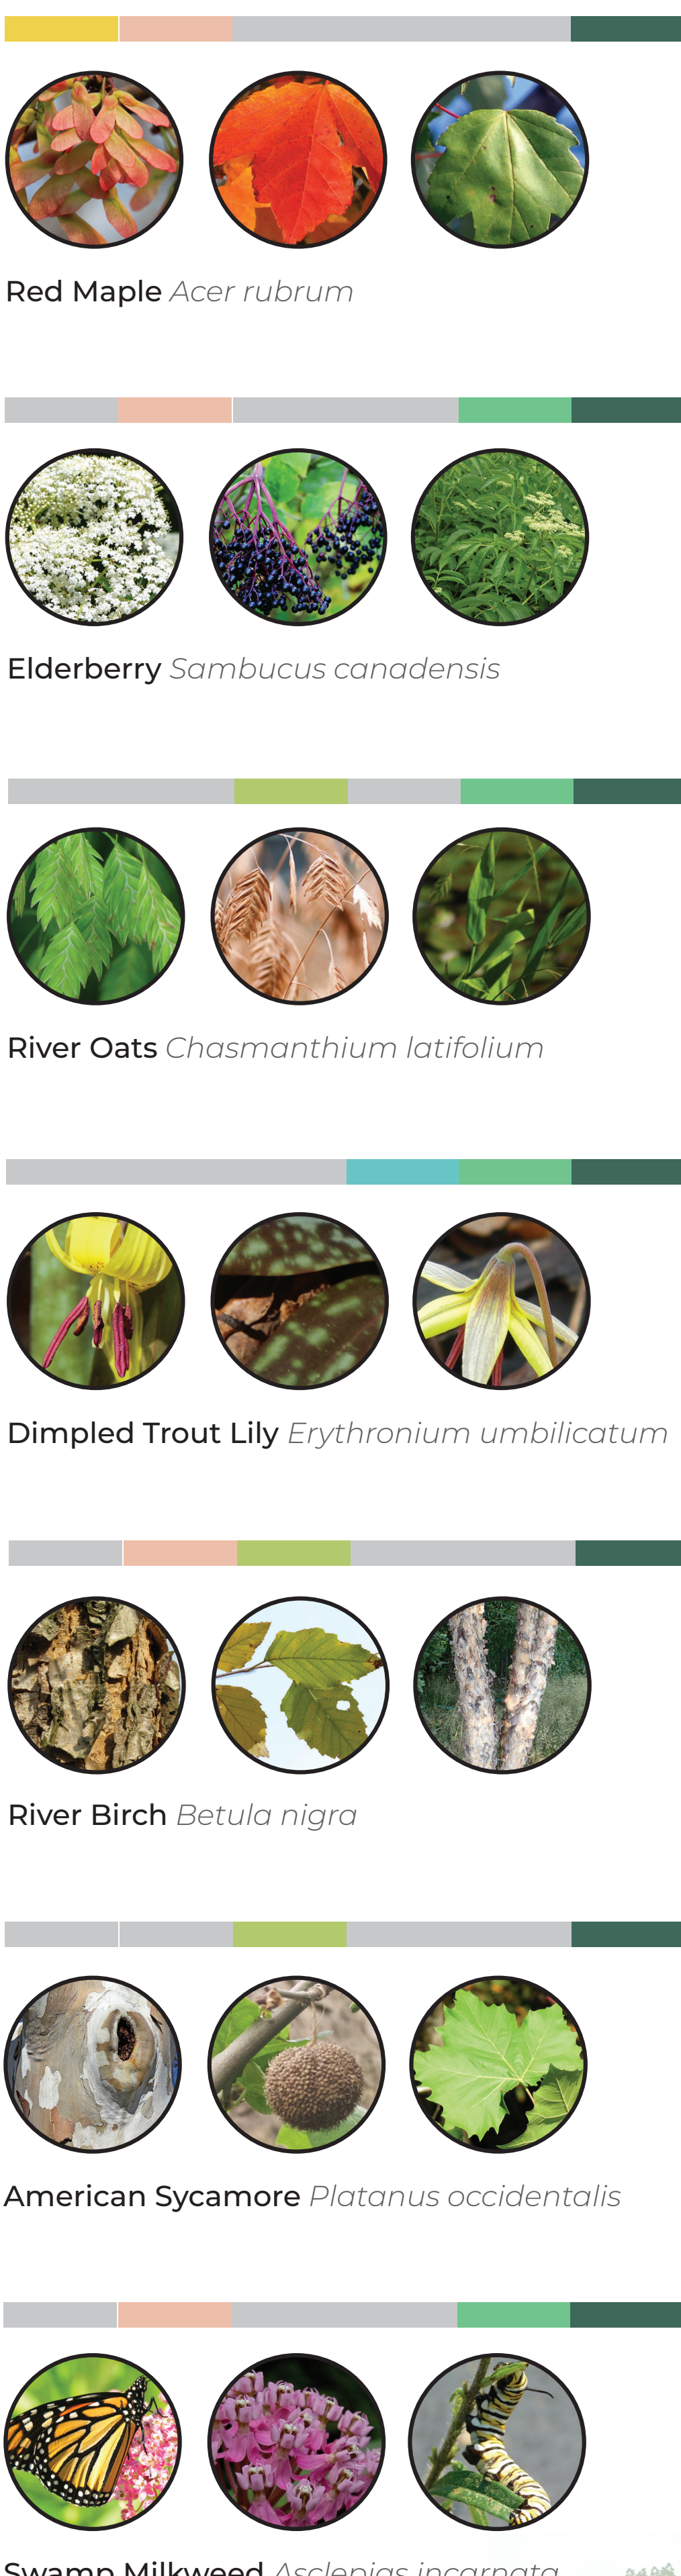 Red Maple Acer rubrum
Elderberry Sambucus canadensis
River Oats Chasmanthium latifolium
Dimpled Trout Lily Erythronium umbilicatum
River Birch Betula nigra
American Sycamore Platanus occidentalis
Swamp Milkweed Asclepias incarnata